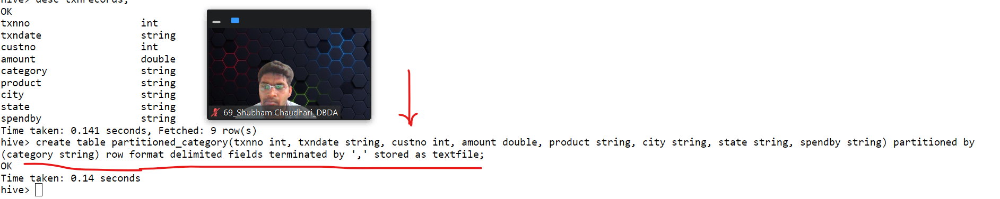 hive> desc txnrecords;
OK
txnno int
txndate string
custno int
amount double
category string
product string
city string
state string
spendby string
69_Shubham Chaudhari_DBDA
Time taken: 0.141 seconds, Fetched: 9 row(s)
hive> create table partitioned_category(txnno int, txndate string, custno int, amount double, product string, city string, state string, spendby string) partitioned by
(category string) row format delimited fields terminated by ',' stored as textfile;
OK
Time taken: 0.14 seconds
hive>